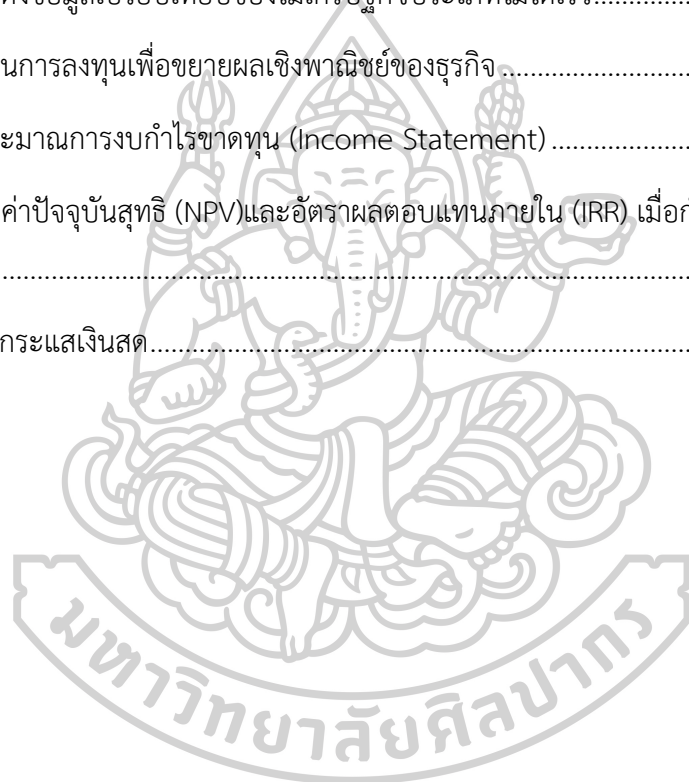 นการลงทุนเพื่อขยายผลเชิงพาณิชย์ของธุรกิจ..................
ะมาณการงบกำไรขาดทุน (Income Statement)..................
ค่าปัจจุบันสุทธิ (NPV)และอัตราผลตอบแทนภายใน (IRR) เมื่อ
กระแสเงินสด..................
มหาวิทยาลัยศิลปากร